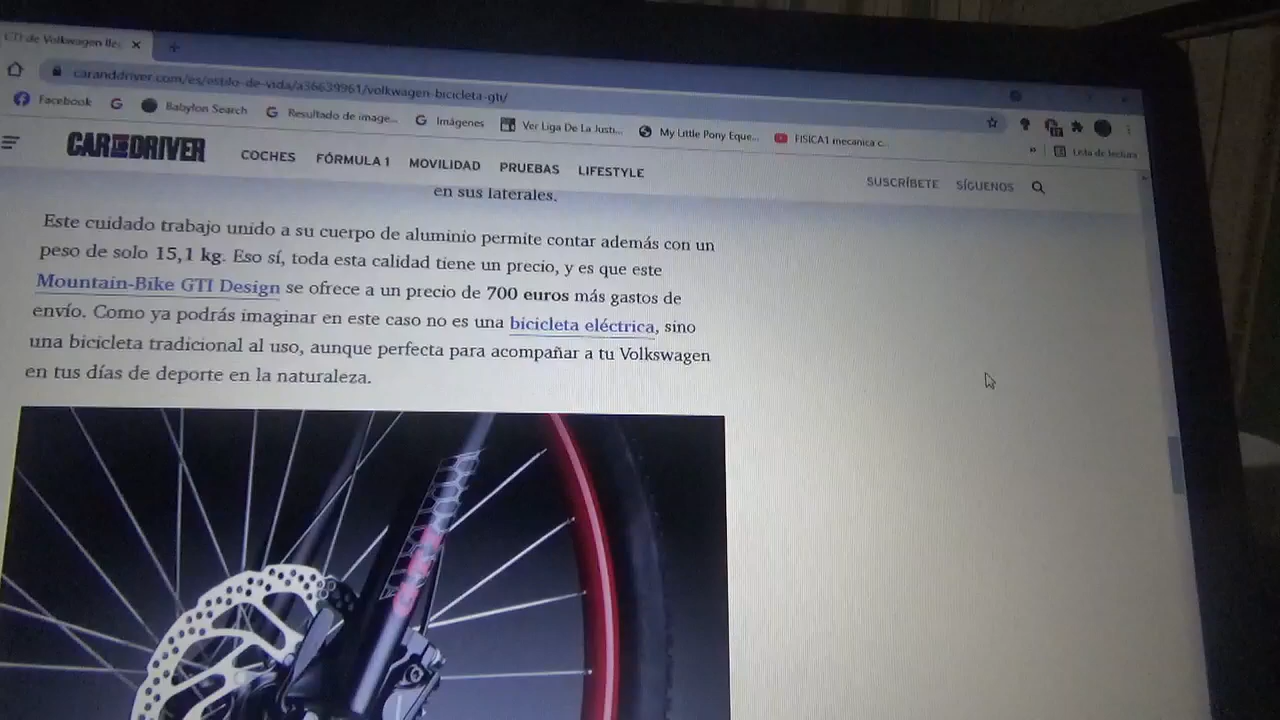 GTI de Volkwagen lle
caranddriver.com/es/estilo-de-vida/a36639961/volkwagen-bicicleta-gti/
Facebook
Babylon Search
Resultado de image...
Imágenes
Ver Liga De La Justi...
My Little Pony Eque...
FISICA1 mecanica c...
Lista de lectura
CAR AND DRIVER
COCHES FÓRMULA 1 MOVILIDAD PRUEBAS LIFESTYLE
SUSCRÍBETE SÍGUENOS
en sus laterales.
Este cuidado trabajo unido a su cuerpo de aluminio permite contar además con un
peso de solo 15,1 kg. Eso sí, toda esta calidad tiene un precio, y es que este
Mountain-Bike GTI Design se ofrece a un precio de 700 euros más gastos de
envío. Como ya podrás imaginar en este caso no es una bicicleta eléctrica, sino
una bicicleta tradicional al uso, aunque perfecta para acompañar a tu Volkswagen
en tus días de deporte en la naturaleza.
GTI